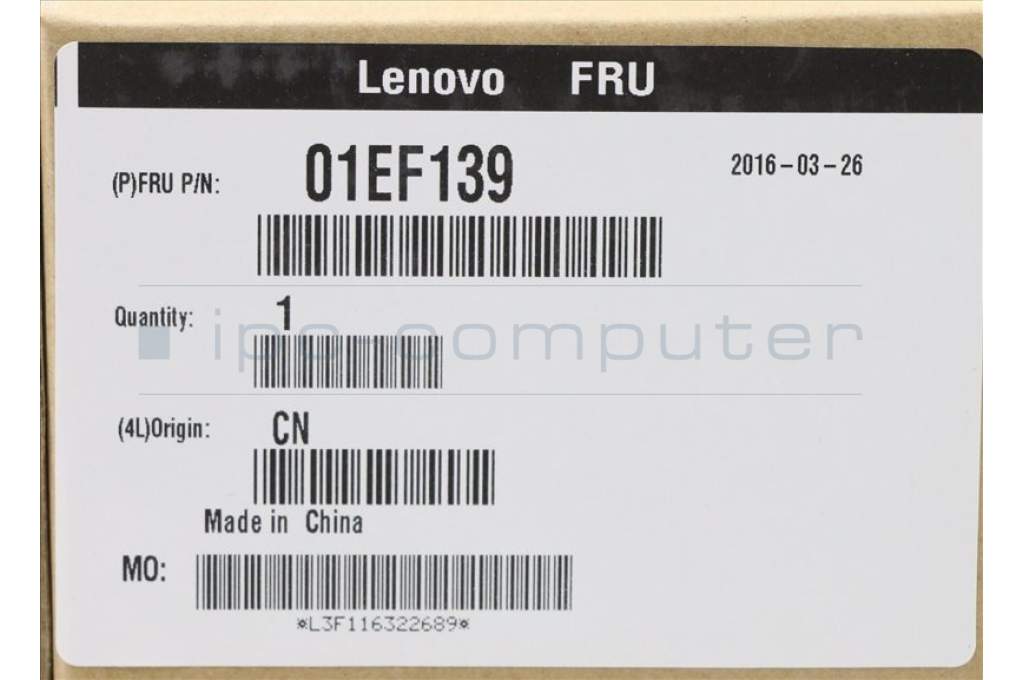 Lenovo FRU
(P)FRU P/N: 01EF139 2016-03-26
Quantity: 1
ipc-computer
(4L)Origin: CN
Made in China
MO:
*L3F116322689*